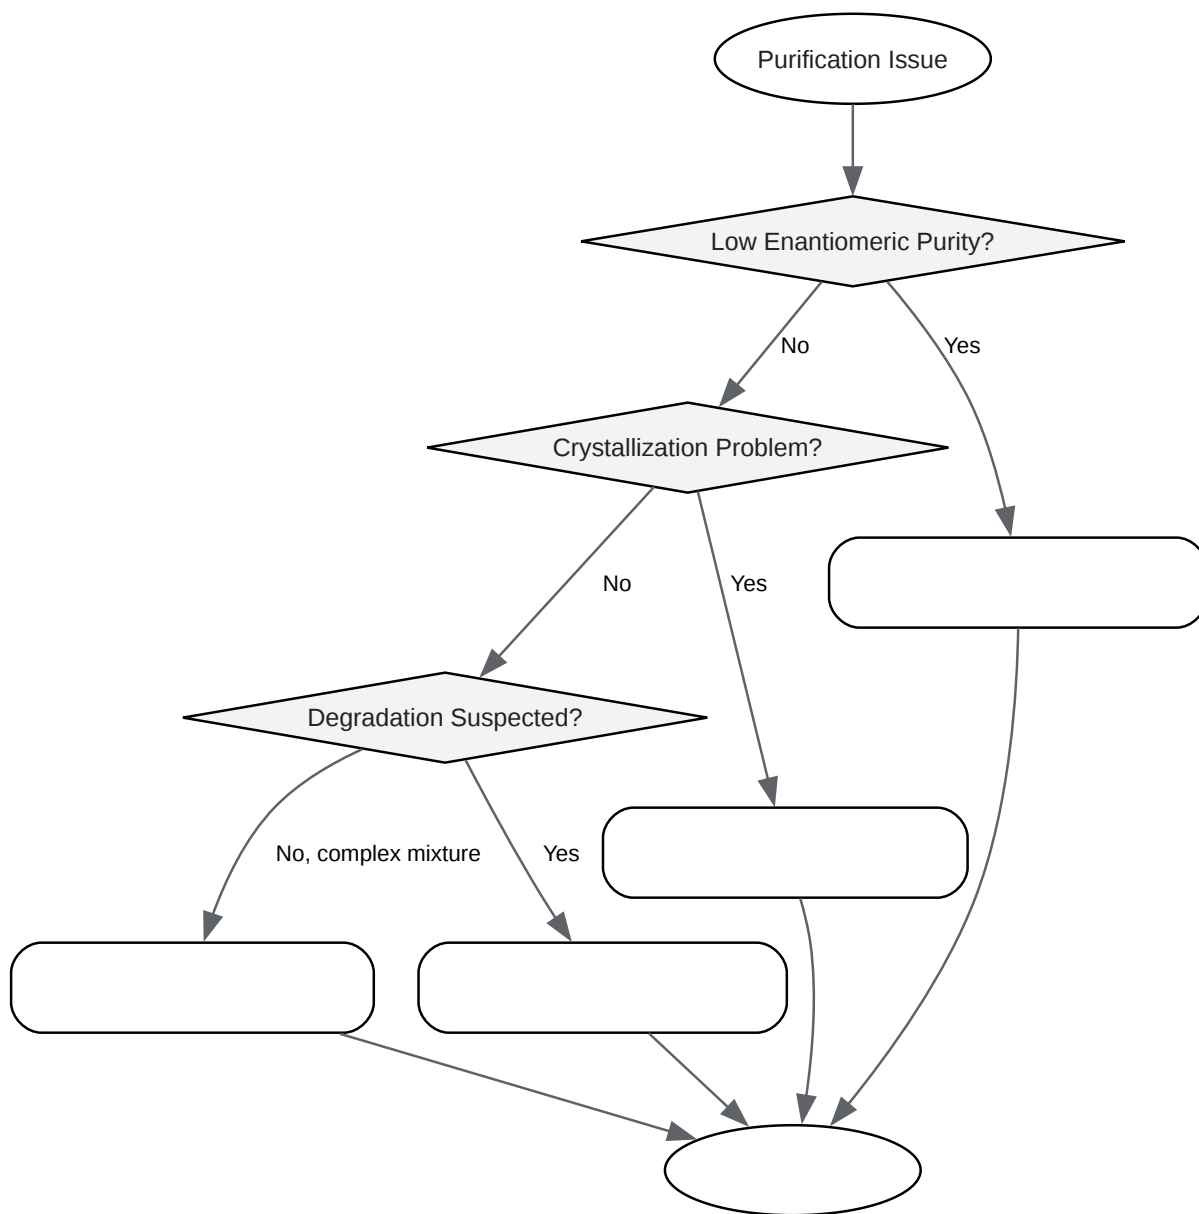 Purification Issue
Low Enantiomeric Purity?
No
Yes
Crystallization Problem?
No
Yes
Degradation Suspected?
No, complex mixture
Yes